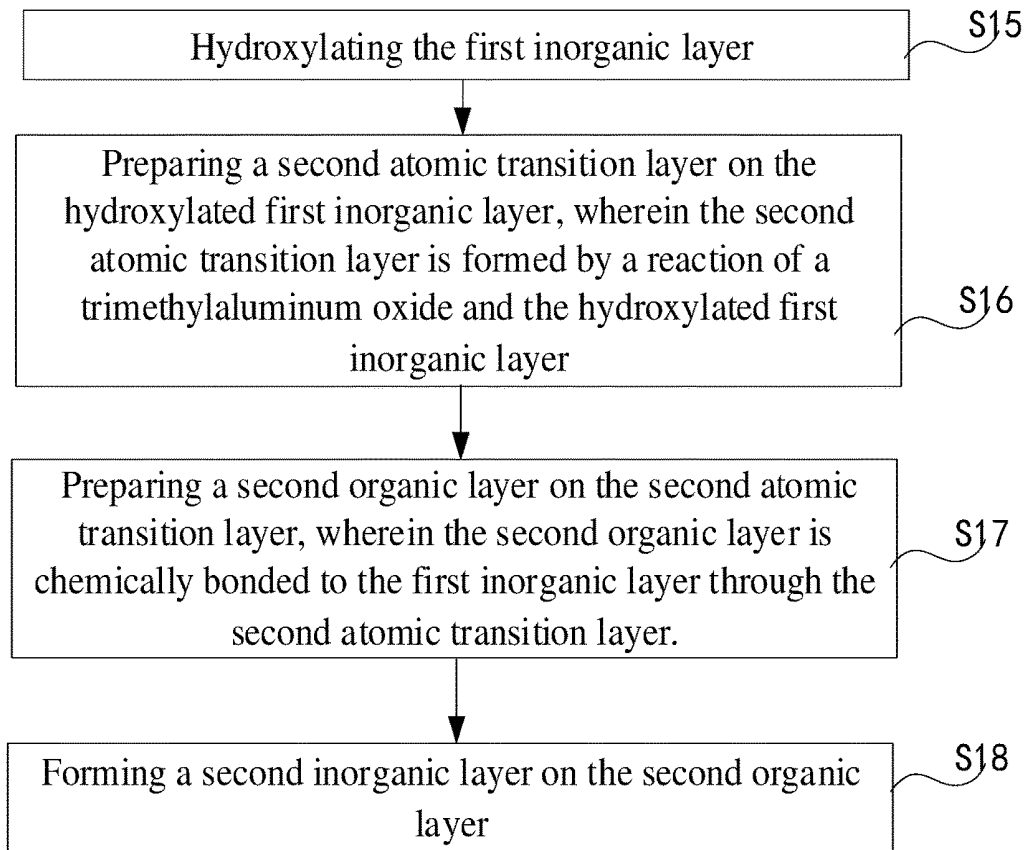 Hydroxylating the first inorganic layer
S15
Preparing a second atomic transition layer on the
hydroxylated first inorganic layer, wherein the second
atomic transition layer is formed by a reaction of a
trimethylaluminum oxide and the hydroxylated first
inorganic layer
S16
Preparing a second organic layer on the second atomic
transition layer, wherein the second organic layer is
chemically bonded to the first inorganic layer through the
second atomic transition layer.
S17
Forming a second inorganic layer on the second organic
layer
S18